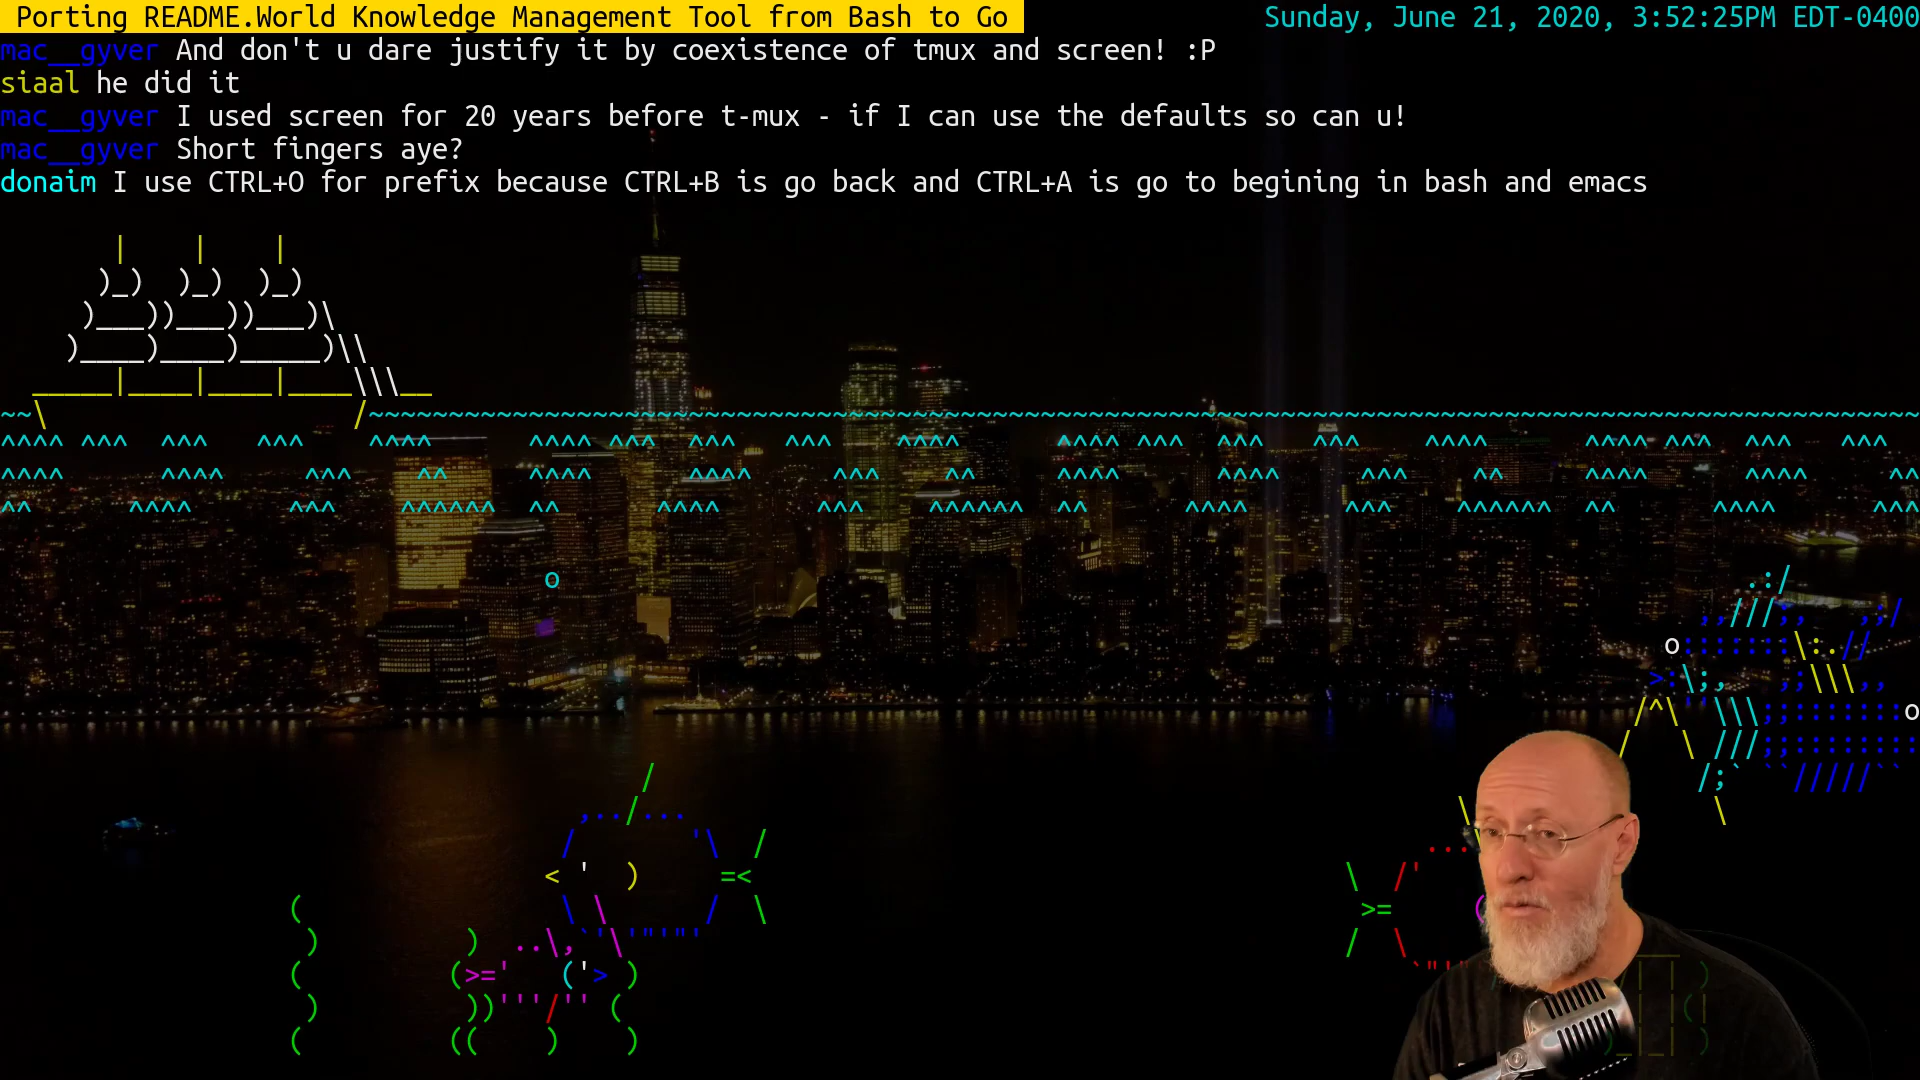 Porting README.World Knowledge Management Tool from Bash to Go
Sunday, June 21, 2020, 3:52:25PM EDT-0400
mac__gyver And don't u dare justify it by coexistence of tmux and screen! :P
siaal he did it
mac__gyver I used screen for 20 years before t-mux - if I can use the defaults so can u!
mac__gyver Short fingers aye?
donaim I use CTRL+O for prefix because CTRL+B is go back and CTRL+A is go to begining in bash and emacs